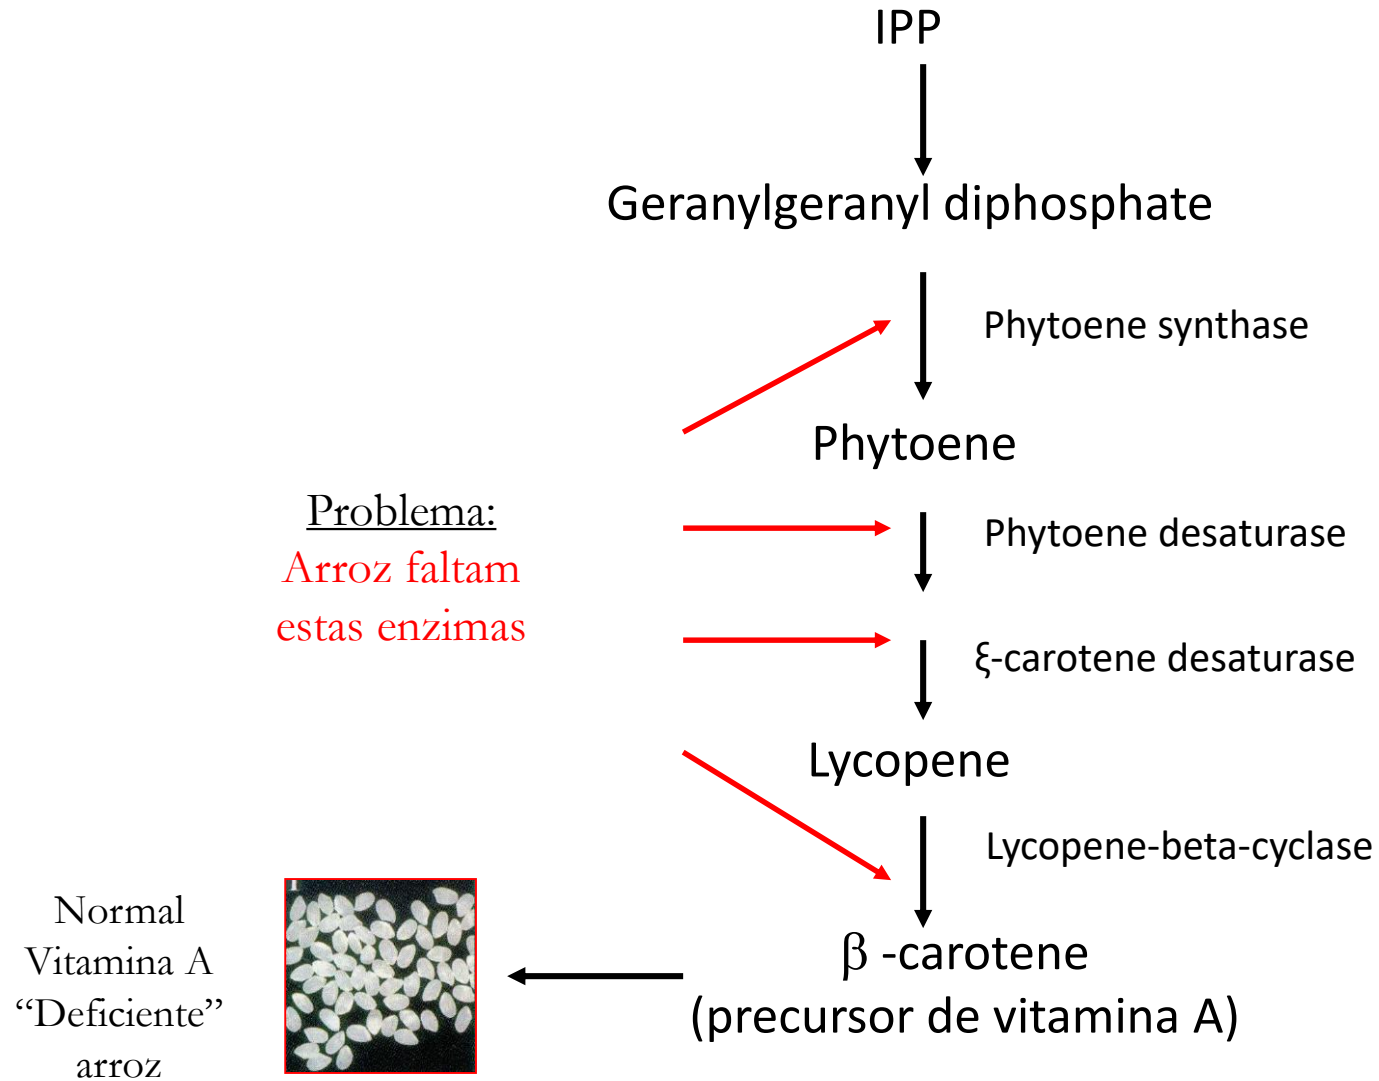 IPP
Geranylgeranyl diphosphate
Phytoene synthase
Phytoene
Problema:
Arroz faltam
estas enzimas
Phytoene desaturase
ξ-carotene desaturase
Lycopene
Lycopene-beta-cyclase
Normal
Vitamina A
“Deficiente”
arroz
1
β -carotene
(precursor de vitamina A)